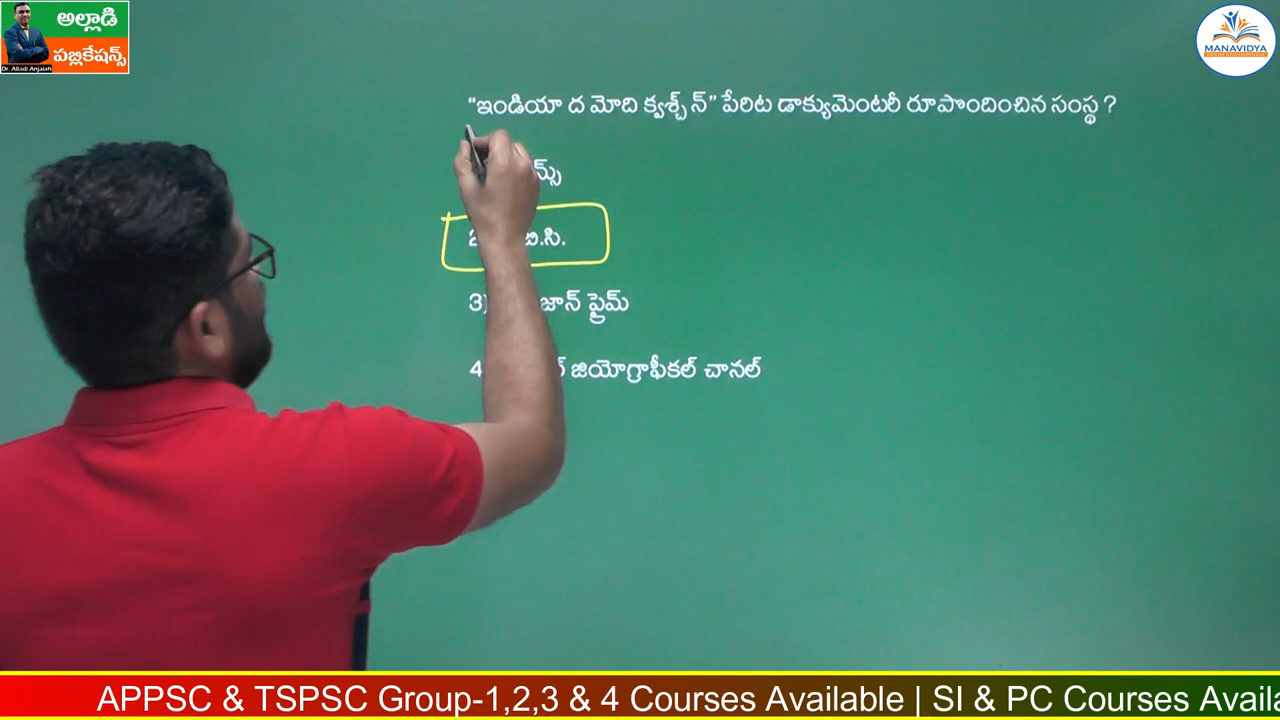 అల్లాడి
పబ్లికేషన్స్
Dr. Alladi Anjaiah
MANAVIDYA
“ఇండియా ద మోది క్వశ్చ్‌న్” పేరిట డాక్యుమెంటరీ రూపొందించిన సంస్థ ?
2
.సి.
3) జాన్ ప్రైమ్
4 జియోగ్రాఫీకల్ చానల్
APPSC & TSPSC Group-1,2,3 & 4 Courses Available | SI & PC Courses Availa